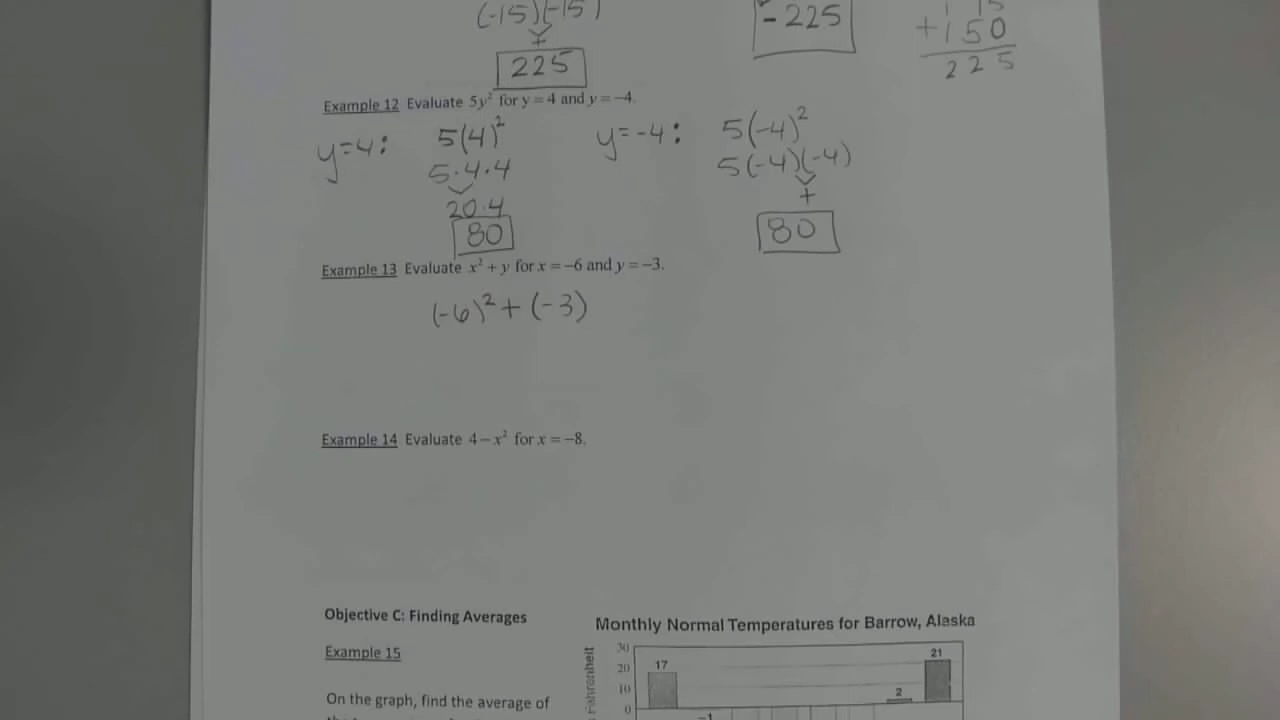 (-15)(-15)
+
225
-225
+150
225
Example 12 Evaluate 5y² for y = 4 and y = −4.
y=4: 5(4)²
5·4·4
20·4
80
y=-4: 5(-4)²
5(-4)(-4)
+
80
Example 13 Evaluate x² + y for x = −6 and y = −3.
(-6)² + (-3)
Example 14 Evaluate 4 − x² for x = −8.
Objective C: Finding Averages
Example 15
On the graph, find the average of
Monthly Normal Temperatures for Barrow, Alaska
Fahrenheit
30
20
10
0
17
-1
2
21